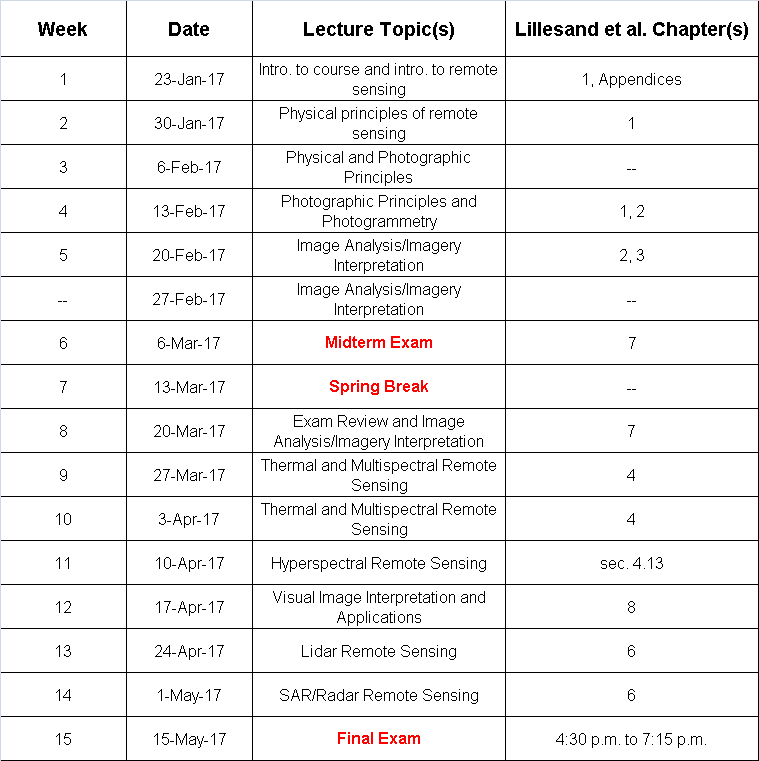 Week Date Lecture Topic(s) Lillesand et al. Chapter(s)
1 23-Jan-17 Intro. to course and intro. to remote
sensing 1, Appendices
2 30-Jan-17 Physical principles of remote
sensing 1
3 6-Feb-17 Physical and Photographic
Principles --
4 13-Feb-17 Photographic Principles and
Photogrammetry 1, 2
5 20-Feb-17 Image Analysis/Imagery
Interpretation 2, 3
-- 27-Feb-17 Image Analysis/Imagery
Interpretation --
6 6-Mar-17 Midterm Exam 7
7 13-Mar-17 Spring Break --
8 20-Mar-17 Exam Review and Image
Analysis/Imagery Interpretation 7
9 27-Mar-17 Thermal and Multispectral Remote
Sensing 4
10 3-Apr-17 Thermal and Multispectral Remote
Sensing 4
11 10-Apr-17 Hyperspectral Remote Sensing sec. 4.13
12 17-Apr-17 Visual Image Interpretation and
Applications 8
13 24-Apr-17 Lidar Remote Sensing 6
14 1-May-17 SAR/Radar Remote Sensing 6
15 15-May-17 Final Exam 4:30 p.m. to 7:15 p.m.